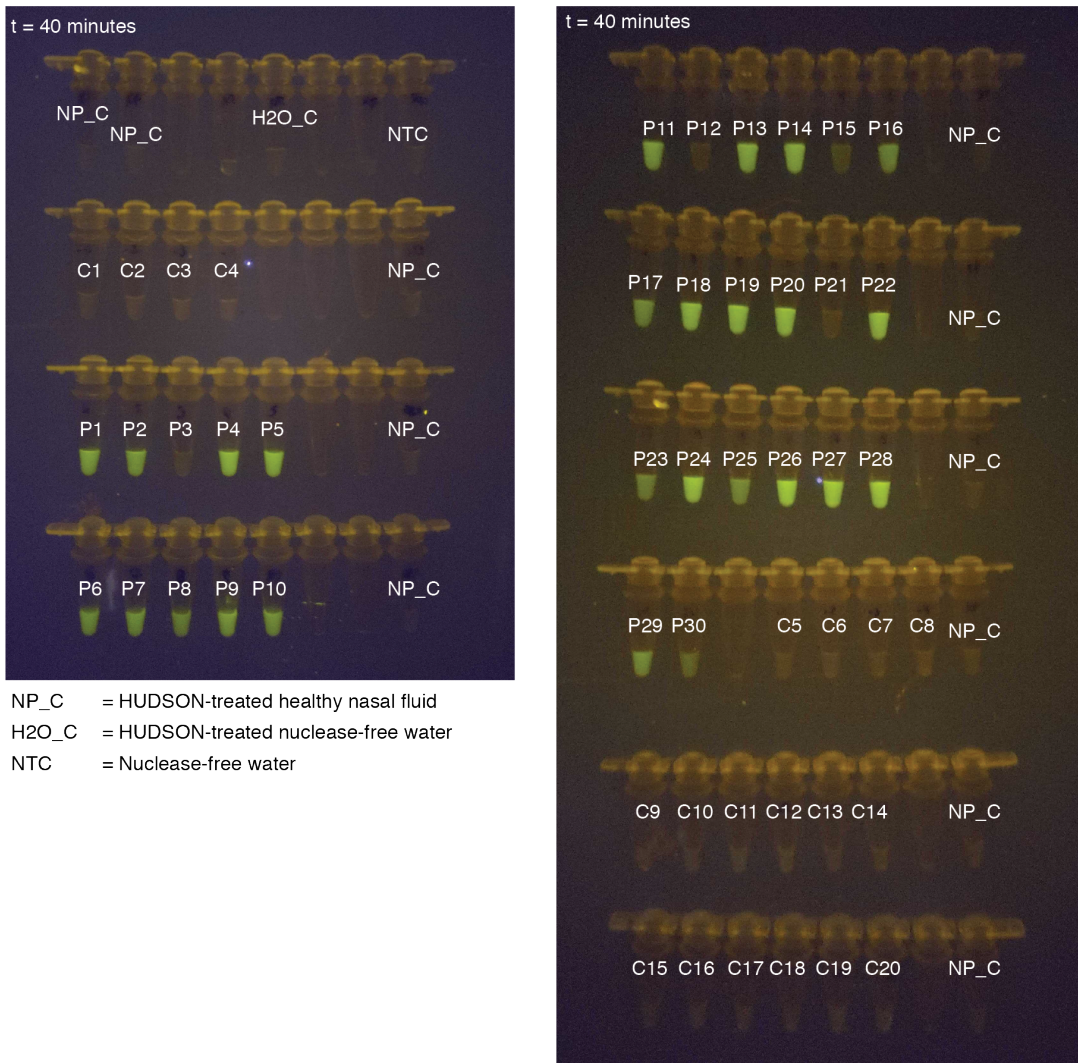 t = 40 minutes
NP_C NP_C H2O_C NTC
C1 C2 C3 C4 NP_C
P1 P2 P3 P4 P5 NP_C
P6 P7 P8 P9 P10 NP_C
NP_C = HUDSON-treated healthy nasal fluid
H2O_C = HUDSON-treated nuclease-free water
NTC = Nuclease-free water
t = 40 minutes
P11 P12 P13 P14 P15 P16 NP_C
P17 P18 P19 P20 P21 P22 NP_C
P23 P24 P25 P26 P27 P28 NP_C
P29 P30 C5 C6 C7 C8 NP_C
C9 C10 C11 C12 C13 C14 NP_C
C15 C16 C17 C18 C19 C20 NP_C